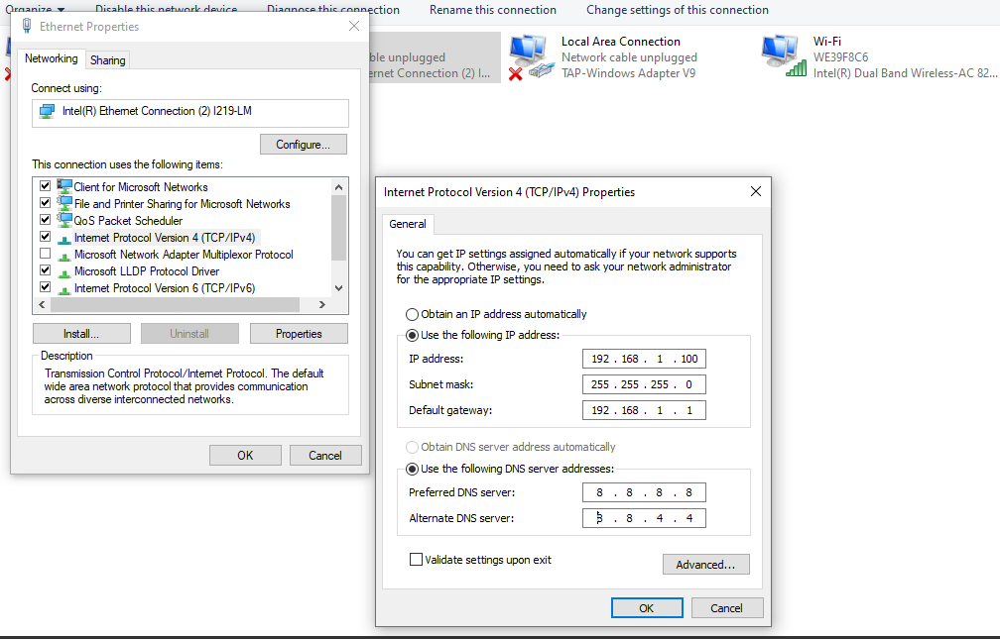 Organize
Disable this network device
Diagnose this connection
Rename this connection
Change settings of this connection
Ethernet Properties
Networking
Sharing
Connect using:
Intel(R) Ethernet Connection (2) I219-LM
Configure...
This connection uses the following items:
Client for Microsoft Networks
File and Printer Sharing for Microsoft Networks
QoS Packet Scheduler
Internet Protocol Version 4 (TCP/IPv4)
Microsoft Network Adapter Multiplexor Protocol
Microsoft LLDP Protocol Driver
Internet Protocol Version 6 (TCP/IPv6)
Install...
Uninstall
Properties
Description
Transmission Control Protocol/Internet Protocol. The default
wide area network protocol that provides communication
across diverse interconnected networks.
OK
Cancel
ble unplugged
ernet Connection (2) I...
Local Area Connection
Network cable unplugged
TAP-Windows Adapter V9
Wi-Fi
WE39F8C6
Intel(R) Dual Band Wireless-AC 82...
Internet Protocol Version 4 (TCP/IPv4) Properties
General
You can get IP settings assigned automatically if your network supports
this capability. Otherwise, you need to ask your network administrator
for the appropriate IP settings.
Obtain an IP address automatically
Use the following IP address:
IP address: 192 . 168 . 1 . 100
Subnet mask: 255 . 255 . 255 . 0
Default gateway: 192 . 168 . 1 . 1
Obtain DNS server address automatically
Use the following DNS server addresses:
Preferred DNS server: 8 . 8 . 8 . 8
Alternate DNS server: 8 . 8 . 4 . 4
Validate settings upon exit
Advanced...
OK
Cancel